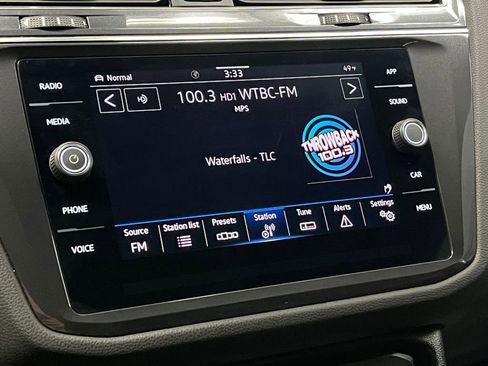 RADIO
MEDIA
PHONE
VOICE
Normal
3:33
49°F
100.3 HD1 WTBC-FM
MPS
Waterfalls - TLC
THROWBACK
100.3
Source
FM
Station list
Presets
Station
Tune
Alerts
Settings
APP
SOUND
CAR
MENU